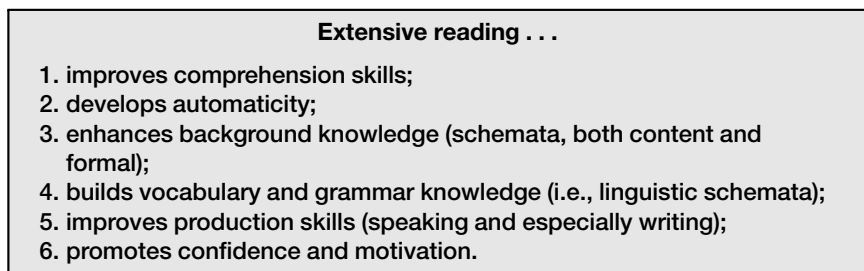 Extensive reading . . .
1. improves comprehension skills;
2. develops automaticity;
3. enhances background knowledge (schemata, both content and
formal);
4. builds vocabulary and grammar knowledge (i.e., linguistic schemata);
5. improves production skills (speaking and especially writing);
6. promotes confidence and motivation.